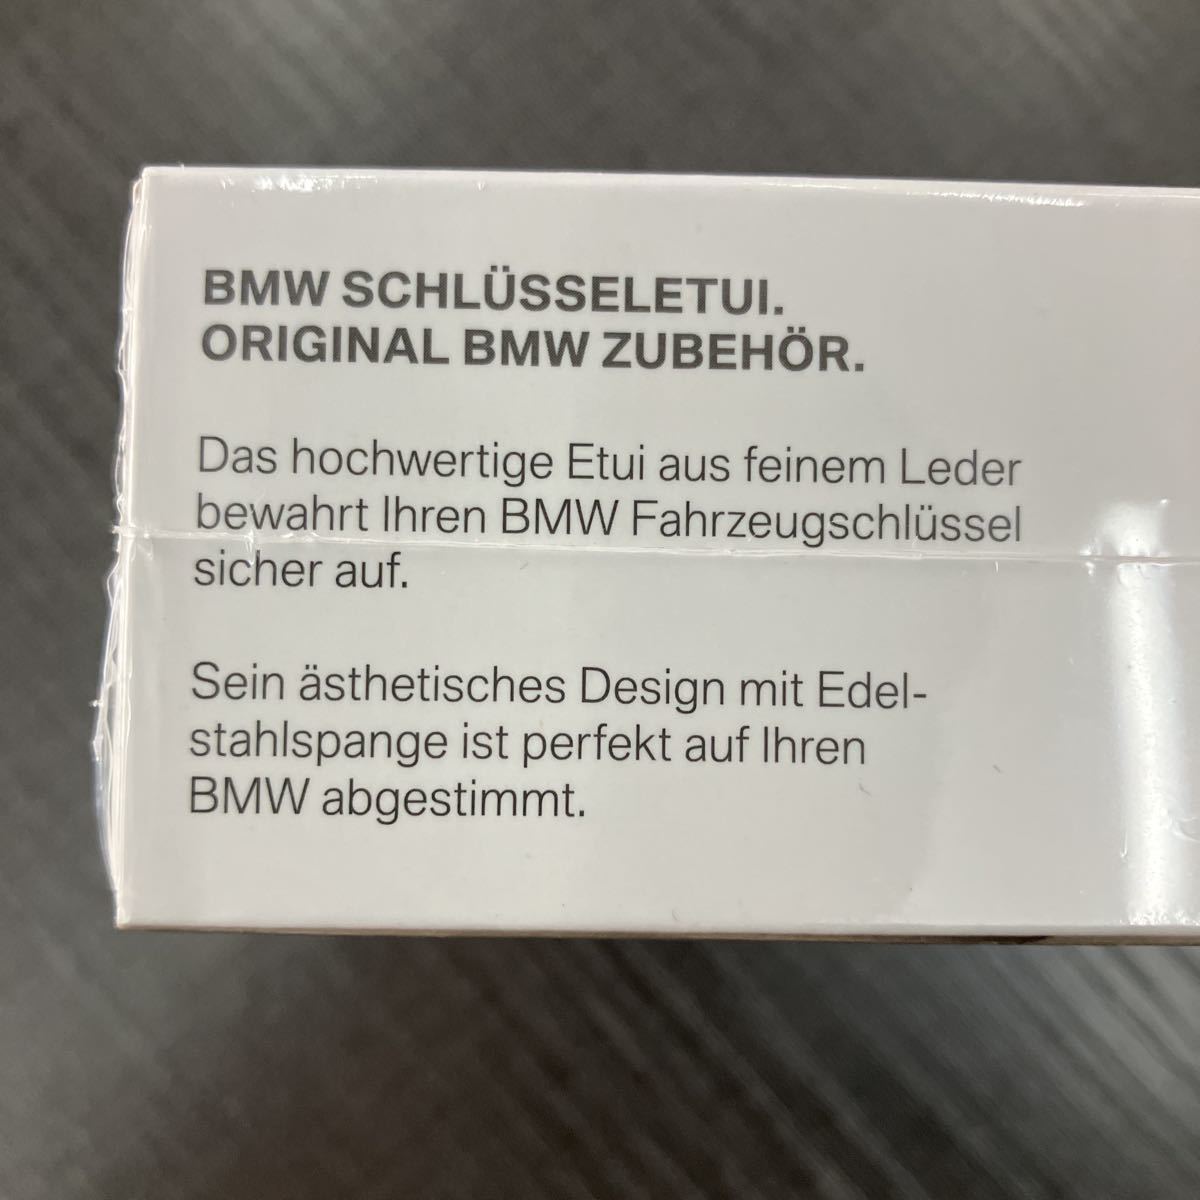 BMW SCHLÜSSELETUI.
ORIGINAL BMW ZUBEHÖR.
Das hochwertige Etui aus feinem Leder
bewahrt Ihren BMW Fahrzeugschlüssel
sicher auf.
Sein ästhetisches Design mit Edel-
stahlspange ist perfekt auf Ihren
BMW abgestimmt.